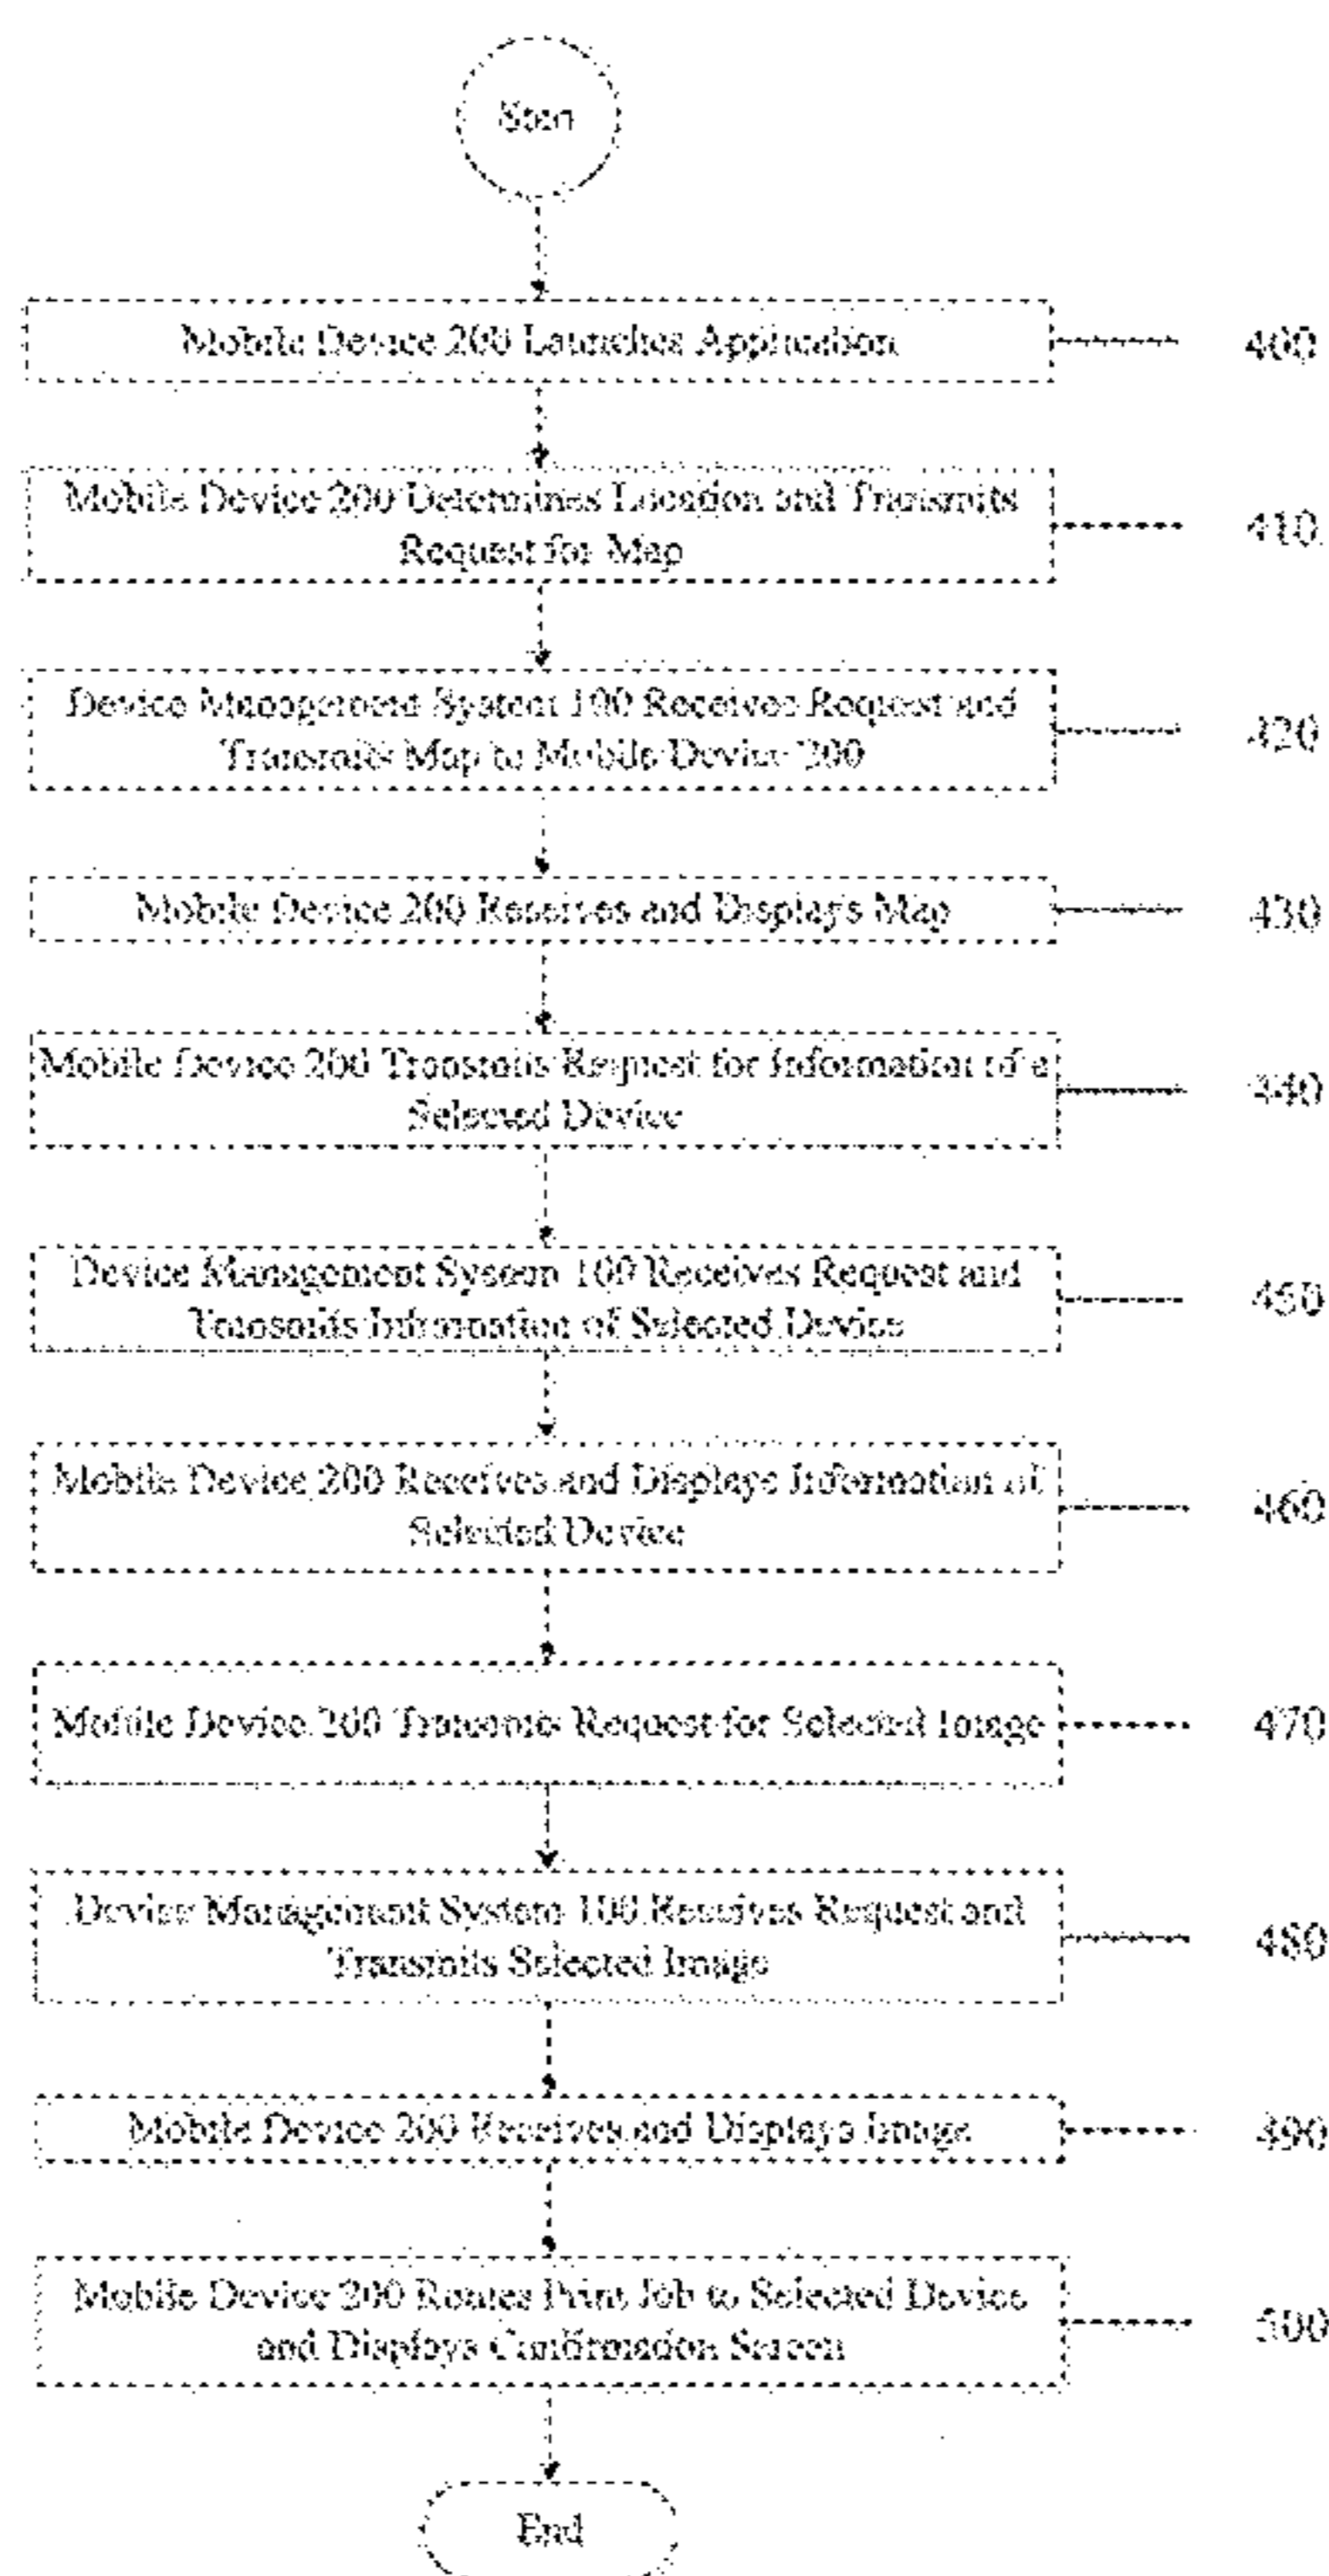 Start
Mobile Device 200 Launches Application
400
Mobile Device 200 Determines Location and Transmits
Request for Map
410
Device Management System 100 Receives Request and
Transmits Map to Mobile Device 200
420
Mobile Device 200 Receives and Displays Map
430
Mobile Device 200 Transmits Request for Information of a
Selected Device
440
Device Management System 100 Receives Request and
Transmits Information of Selected Device
450
Mobile Device 200 Receives and Displays Information of
Selected Device
460
Mobile Device 200 Transmits Request for Selected Image
470
Device Management System 100 Receives Request and
Transmits Selected Image
480
Mobile Device 200 Receives and Displays Image
490
Mobile Device 200 Routes Print Job to Selected Device
and Displays Confirmation Screen
500
End